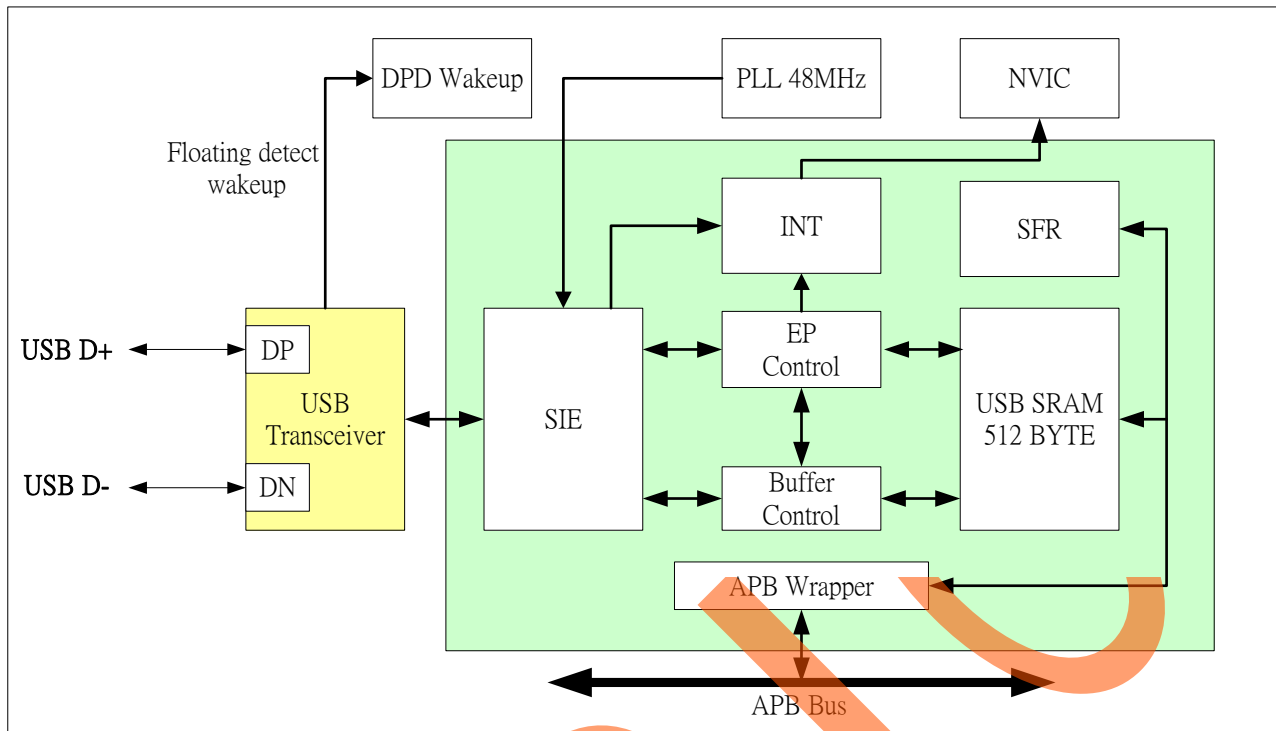 DPD Wakeup
PLL 48MHz
NVIC
Floating detect
wakeup
INT
SFR
USB D+
DP
USB
Transceiver
SIE
EP
Control
USB SRAM
512 BYTE
USB D-
DN
Buffer
Control
APB Wrapper
APB Bus